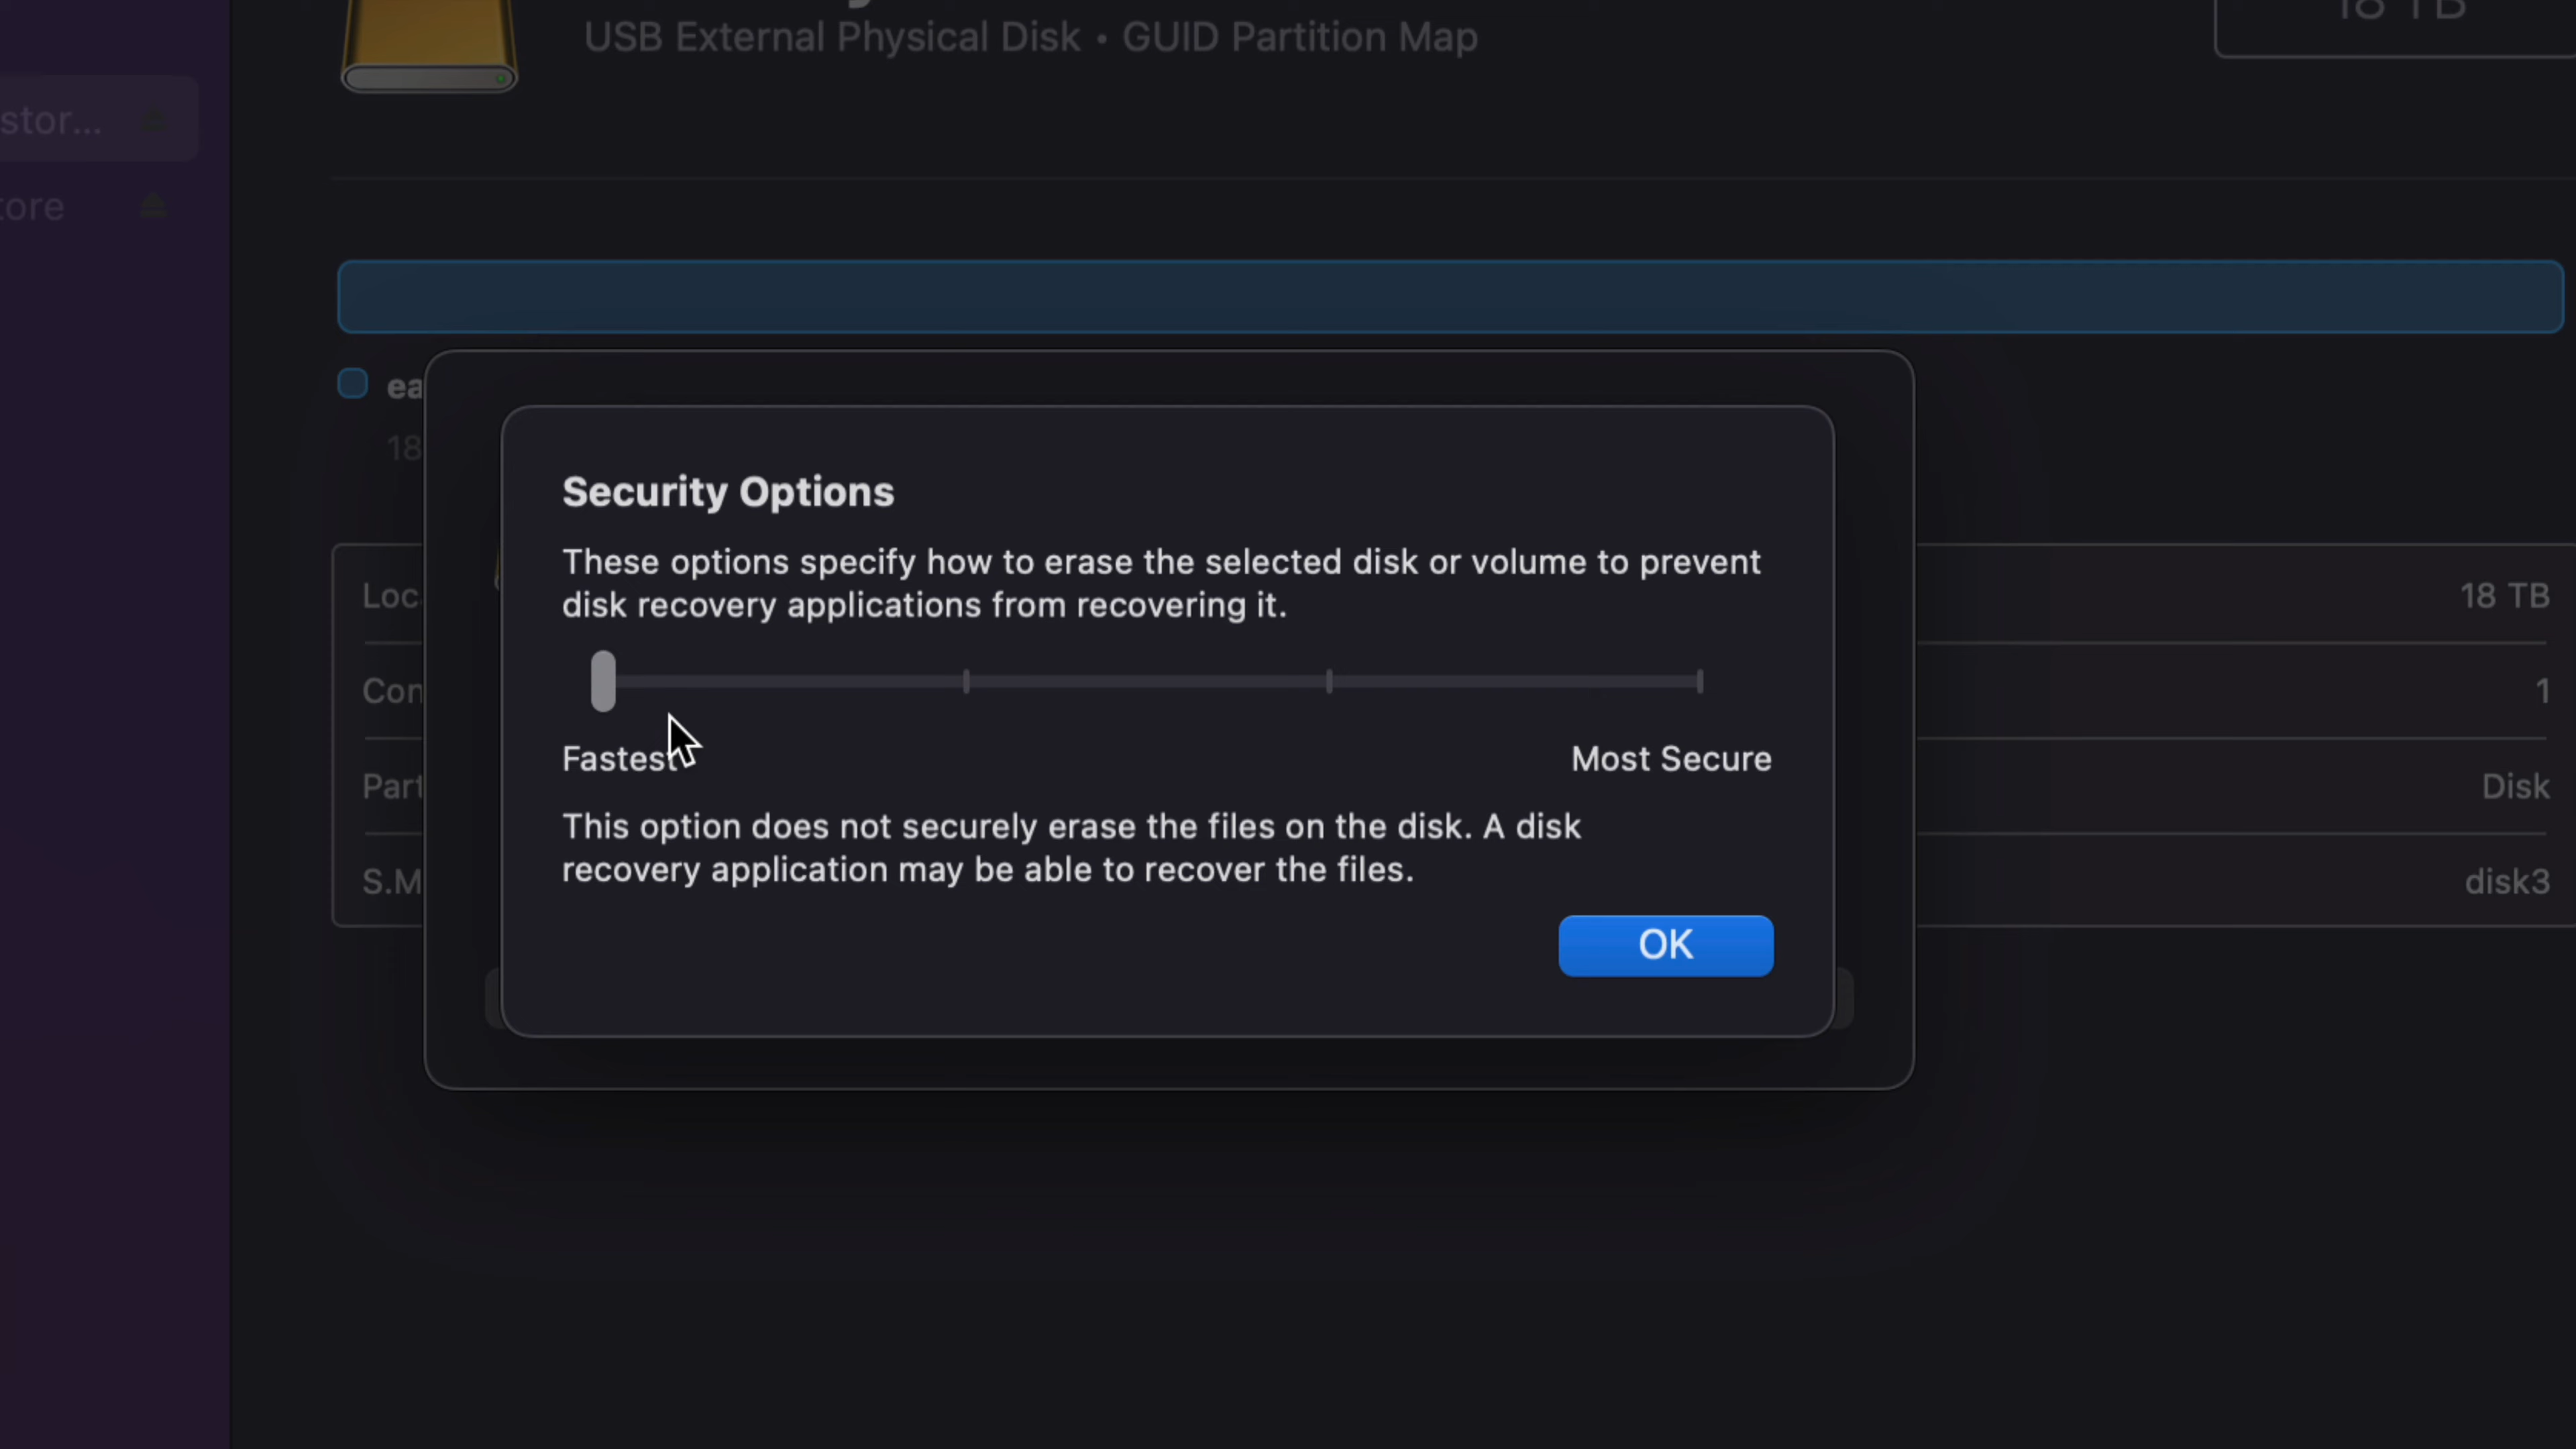 USB External Physical Disk • GUID Partition Map
18 TB
stor...
ea
18
Security Options
These options specify how to erase the selected disk or volume to prevent
disk recovery applications from recovering it.
Fastest
Most Secure
This option does not securely erase the files on the disk. A disk
recovery application may be able to recover the files.
OK
Loc
18 TB
Con
1
Part
Disk
S.M
disk3